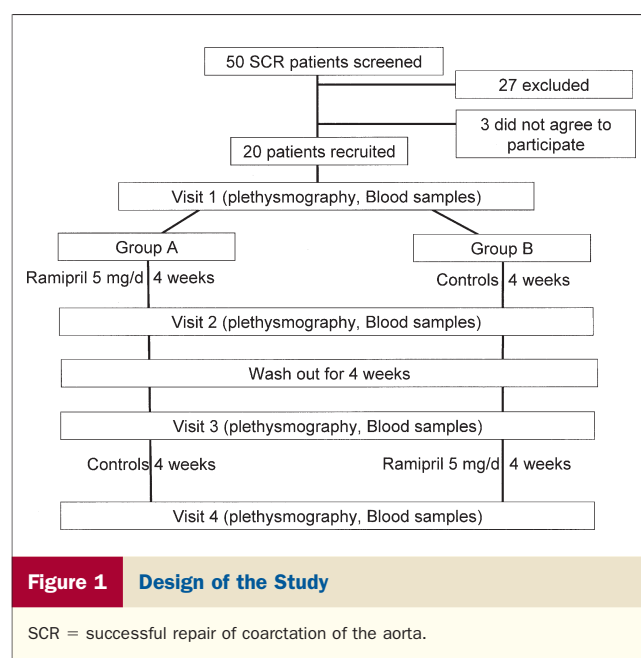 50 SCR patients screened
27 excluded
3 did not agree to
participate
20 patients recruited
Visit 1 (plethysmography, Blood samples)
Group A
Group B
Ramipril 5 mg/d 4 weeks
Controls 4 weeks
Visit 2 (plethysmography, Blood samples)
Wash out for 4 weeks
Visit 3 (plethysmography, Blood samples)
Controls 4 weeks
Ramipril 5 mg/d 4 weeks
Visit 4 (plethysmography, Blood samples)
Figure 1
Design of the Study
SCR = successful repair of coarctation of the aorta.